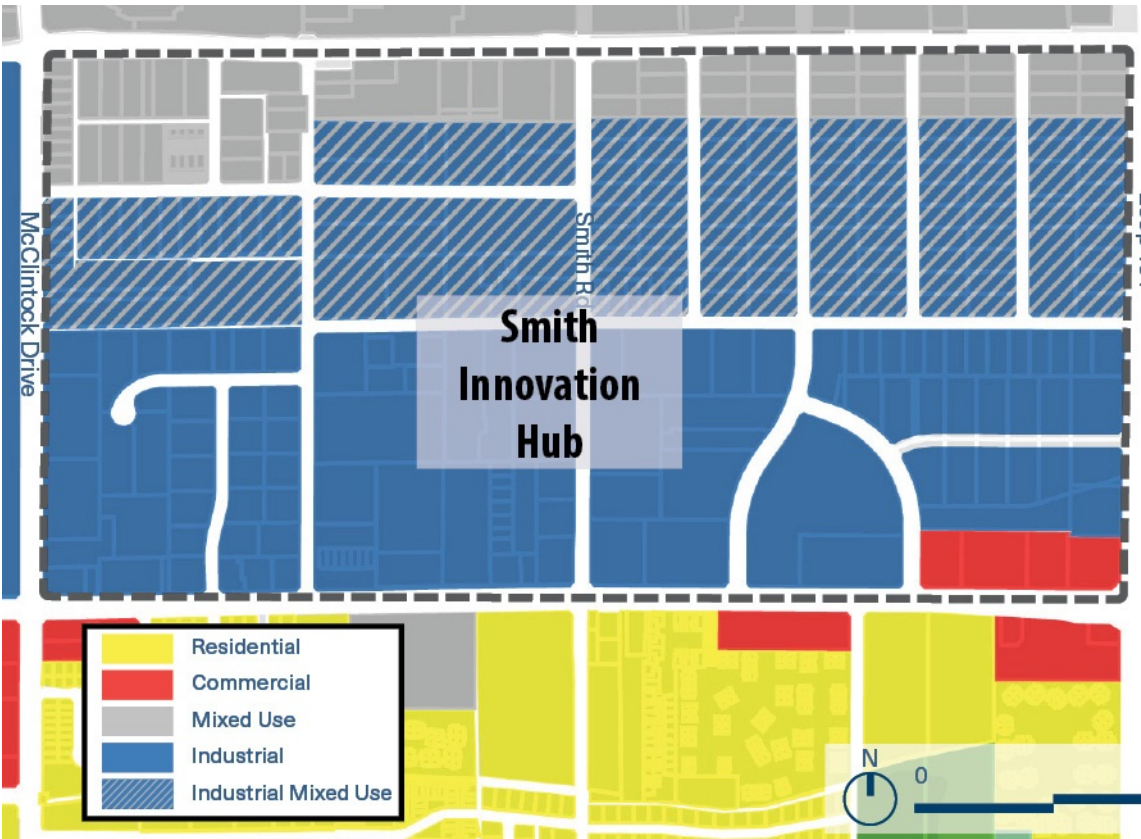 McClintock Drive
Smith Rd
Smith
Innovation
Hub
Residential
Commercial
Mixed Use
Industrial
Industrial Mixed Use
N
0